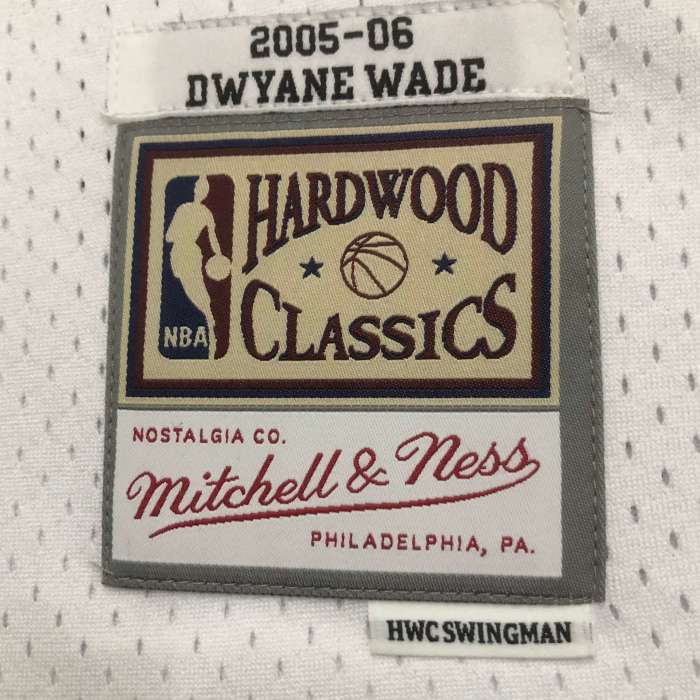 2005-06
DWYANE WADE
HARDWOOD
CLASSICS
NBA
NOSTALGIA CO.
Mitchell & Ness
PHILADELPHIA, PA.
HWC SWINGMAN